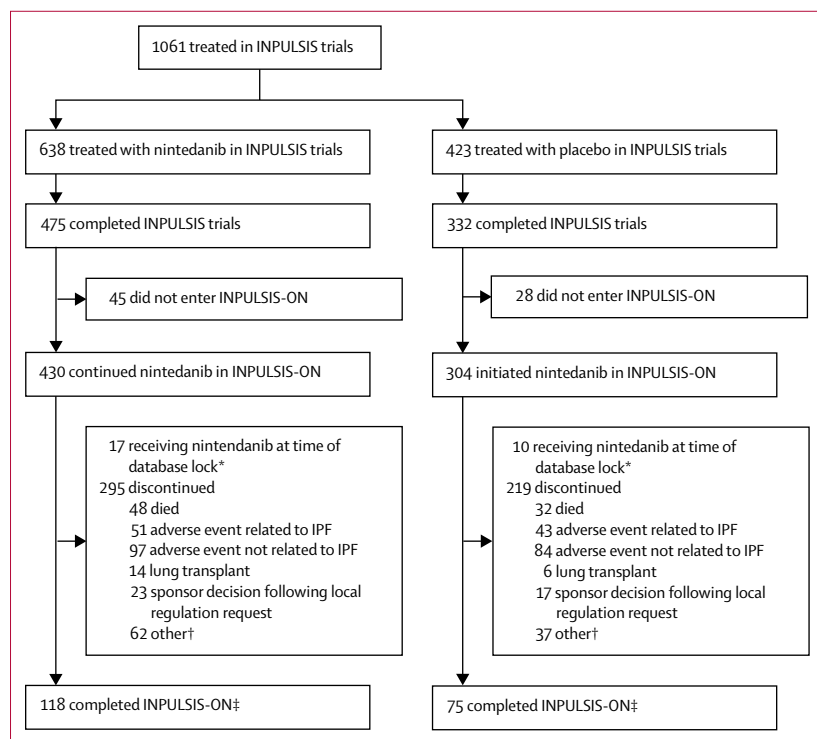 1061 treated in INPULSIS trials
638 treated with nintedanib in INPULSIS trials
423 treated with placebo in INPULSIS trials
475 completed INPULSIS trials
332 completed INPULSIS trials
45 did not enter INPULSIS-ON
28 did not enter INPULSIS-ON
430 continued nintedanib in INPULSIS-ON
304 initiated nintedanib in INPULSIS-ON
17 receiving nintendanib at time of
database lock*
295 discontinued
48 died
51 adverse event related to IPF
97 adverse event not related to IPF
14 lung transplant
23 sponsor decision following local
regulation request
62 other†
10 receiving nintedanib at time of
database lock*
219 discontinued
32 died
43 adverse event related to IPF
84 adverse event not related to IPF
6 lung transplant
17 sponsor decision following local
regulation request
37 other†
118 completed INPULSIS-ON‡
75 completed INPULSIS-ON‡